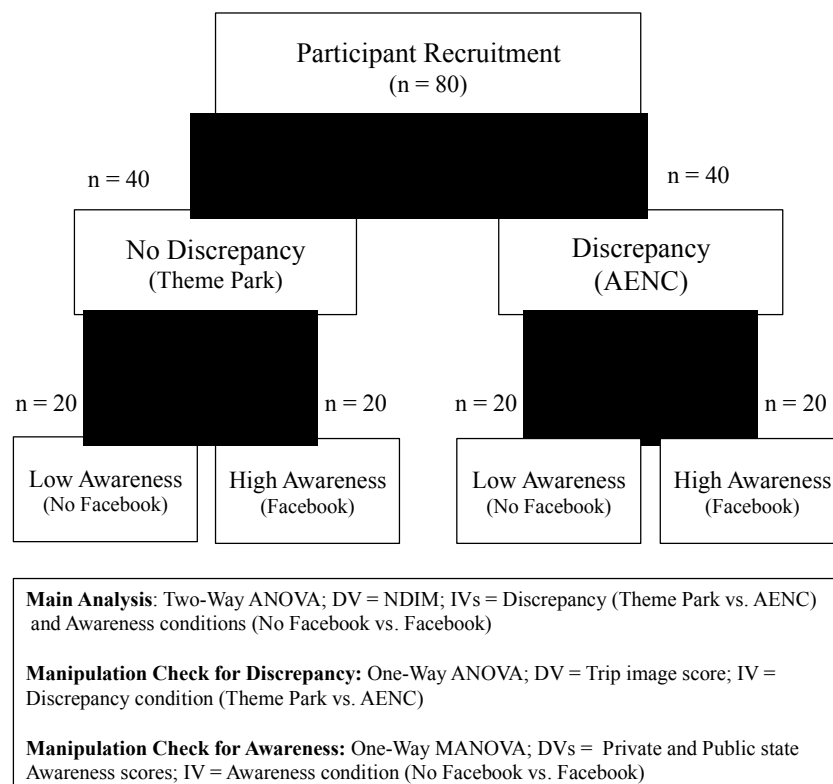 Participant Recruitment
(n = 80)
n = 40
n = 40
No Discrepancy
(Theme Park)
Discrepancy
(AENC)
n = 20
n = 20
n = 20
n = 20
Low Awareness
(No Facebook)
High Awareness
(Facebook)
Low Awareness
(No Facebook)
High Awareness
(Facebook)
Main Analysis: Two-Way ANOVA; DV = NDIM; IVs = Discrepancy (Theme Park vs. AENC)
and Awareness conditions (No Facebook vs. Facebook)
Manipulation Check for Discrepancy: One-Way ANOVA; DV = Trip image score; IV =
Discrepancy condition (Theme Park vs. AENC)
Manipulation Check for Awareness: One-Way MANOVA; DVs = Private and Public state
Awareness scores; IV = Awareness condition (No Facebook vs. Facebook)